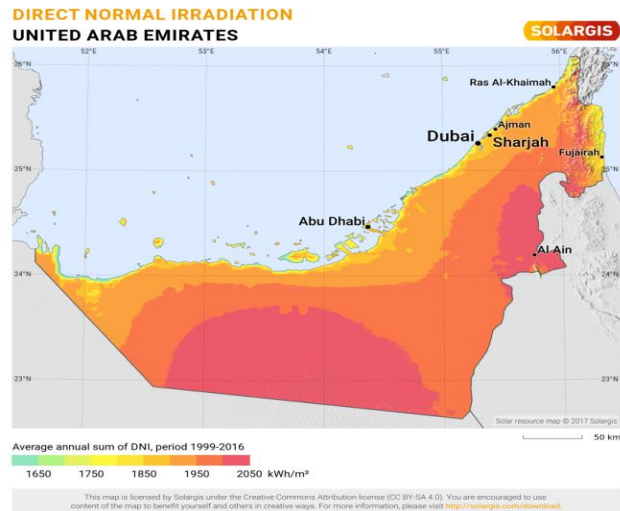 DIRECT NORMAL IRRADIATION
UNITED ARAB EMIRATES
SOLARGIS
52°E
53°E
54°E
55°E
56°E
26°N
26°N
Ras Al-Khaimah
Ajman
Dubai
Sharjah
Fujairah
25°N
25°N
Abu Dhabi
Al Ain
24°N
24°N
23°N
23°N
Solar resource map © 2017 Solargis
50 km
Average annual sum of DNI, period 1999-2016
1650 1750 1850 1950 2050 kWh/m²
This map is licensed by Solargis under the Creative Commons Attribution license (CC BY-SA 4.0). You are encouraged to use
content of the map to benefit yourself and others in creative ways. For more information, please visit http://solargis.com/download.